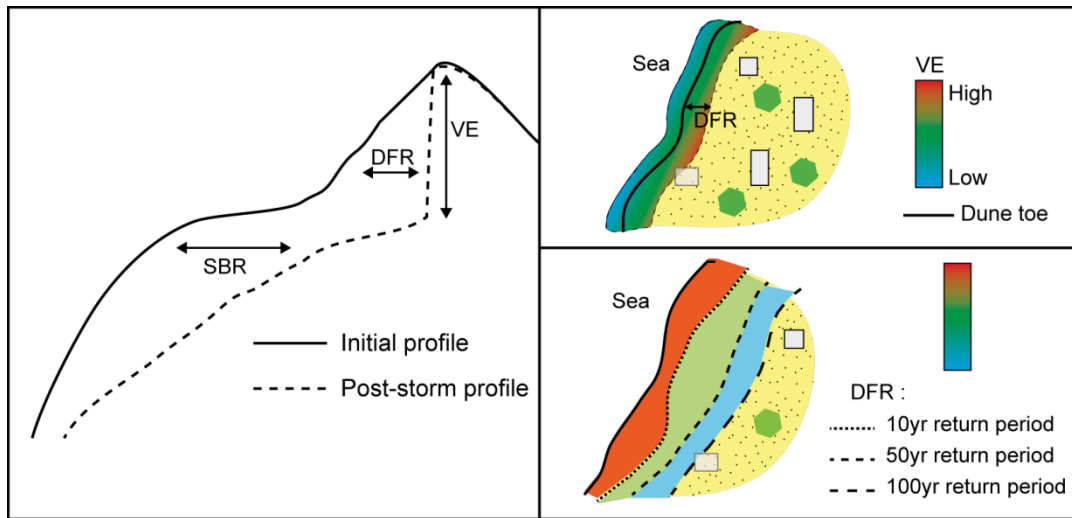 VE
DFR
SBR
Initial profile
Post-storm profile
Sea
DFR
VE
High
Low
Dune toe
Sea
DFR :
10yr return period
50yr return period
100yr return period